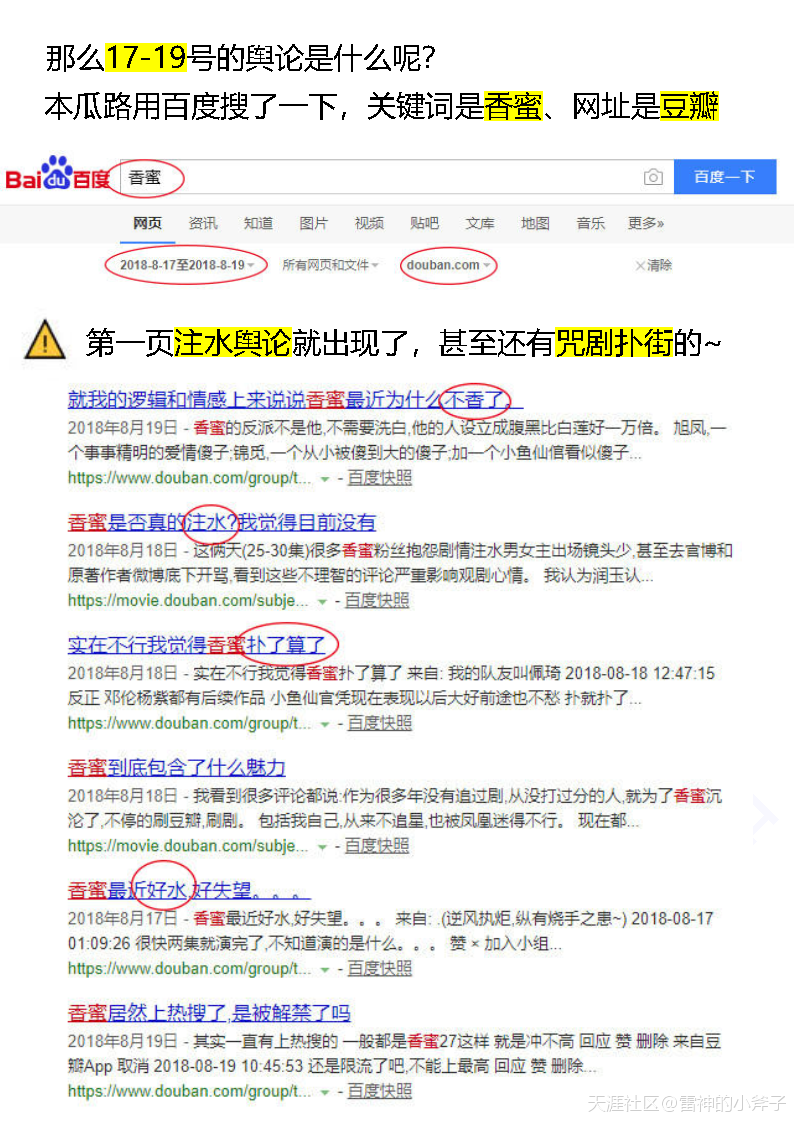 那么17-19号的舆论是什么呢?
本瓜路用百度搜了一下，关键词是香蜜、网址是豆瓣
Bai du 百度 香蜜 百度一下
网页 资讯 知道 图片 视频 贴吧 文库 地图 音乐 更多»
2018-8-17至2018-8-19 所有网页和文件 douban.com ×清除
第一页注水舆论就出现了，甚至还有咒剧扑街的~
就我的逻辑和情感上来说说香蜜最近为什么不香了。
2018年8月19日 - 香蜜的反派不是他,不需要洗白,他的人设立成腹黑比白莲好一万倍。 旭凤,一
个事事精明的爱情傻子;锦觅,一个从小被傻到大的傻子;加一个小鱼仙倌看似傻子...
https://www.douban.com/group/t... - 百度快照
香蜜是否真的注水?我觉得目前没有
2018年8月18日 - 这俩天(25-30集)很多香蜜粉丝抱怨剧情注水男女主出场镜头少,甚至去官博和
原著作者微博底下开骂,看到这些不理智的评论严重影响观剧心情。 我认为润玉认...
https://movie.douban.com/subje... - 百度快照
实在不行我觉得香蜜扑了算了
2018年8月18日 - 实在不行我觉得香蜜扑了算了 来自: 我的队友叫佩琦 2018-08-18 12:47:15
反正 邓伦杨紫都有后续作品 小鱼仙官凭现在表现以后大好前途也不愁 扑就扑了...
https://www.douban.com/group/t... - 百度快照
香蜜到底包含了什么魅力
2018年8月18日 - 我看到很多评论都说:作为很多年没有追过剧,从没打过分的人,就为了香蜜沉
沦了,不停的刷豆瓣,刷剧。 包括我自己,从来不追星,也被凤凰迷得不行。 现在都...
https://movie.douban.com/subje... - 百度快照
香蜜最近好水,好失望。。。
2018年8月17日 - 香蜜最近好水,好失望。。。 来自: .(逆风执炬,纵有烧手之患~) 2018-08-17
01:09:26 很快两集就演完了,不知道演的是什么。。。 赞 × 加入小组...
https://www.douban.com/group/t... - 百度快照
香蜜居然上热搜了,是被解禁了吗
2018年8月19日 - 其实一直有上热搜的 一般都是香蜜27这样 就是冲不高 回应 赞 删除 来自豆
瓣App 取消 2018-08-19 10:45:53 还是限流了吧,不能上最高 回应 赞 删除...
https://www.douban.com/group/t... - 百度快照
天涯社区@雷神的小斧子